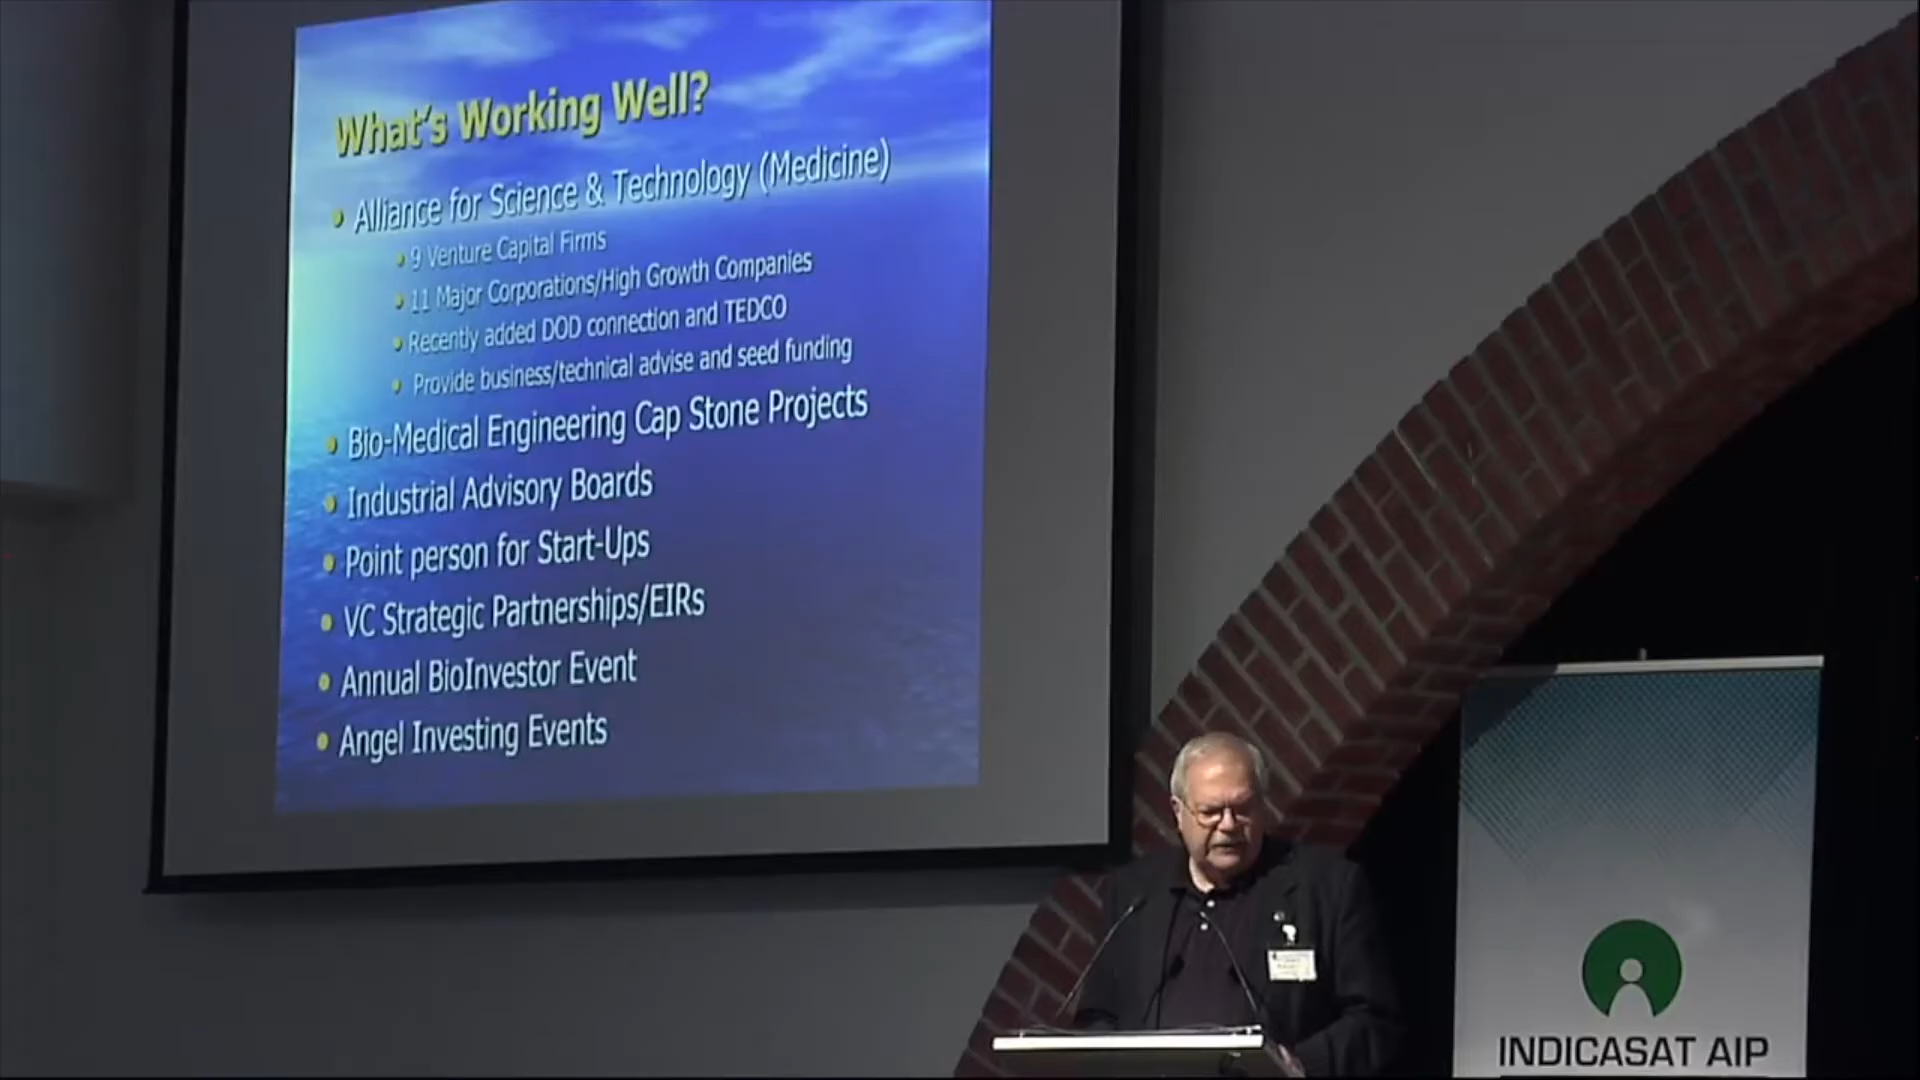 What's Working Well?
• Alliance for Science & Technology (Medicine)
• 9 Venture Capital Firms
• 11 Major Corporations/High Growth Companies
• Recently added DOD connection and TEDCO
• Provide business/technical advise and seed funding
• Bio-Medical Engineering Cap Stone Projects
• Industrial Advisory Boards
• Point person for Start-Ups
• VC Strategic Partnerships/EIRs
• Annual BioInvestor Event
• Angel Investing Events
INDICASAT AIP